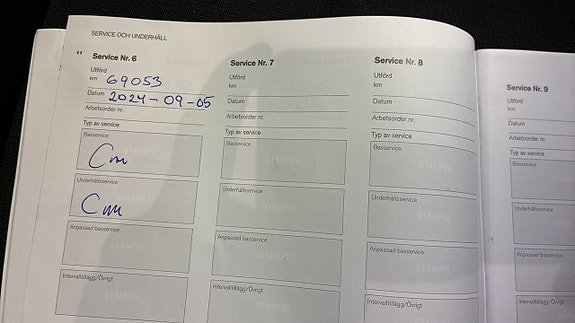 SERVICE OCH UNDERHÅLL
Service Nr. 6
Utförd
km 69053
Datum 2024-09-05
Arbetsorder nr.
Typ av service
Basservice
STÄMPEL
Cm
Underhållsservice
STÄMPEL
Cm
Anpassad basservice
STÄMPEL
Intervalltillägg/Övrigt
STÄMPEL
Service Nr. 7
Utförd
km
Datum
Arbetsorder nr.
Typ av service
Basservice
STÄMPEL
Underhållsservice
STÄMPEL
Anpassad basservice
STÄMPEL
Intervalltillägg/Övrigt
STÄMPEL
Service Nr. 8
Utförd
km
Datum
Arbetsorder nr.
Typ av service
Basservice
STÄMPEL
Underhållsservice
STÄMPEL
Anpassad basservice
STÄMPEL
Intervalltillägg/Övrigt
STÄMPEL
Service Nr. 9
Utförd
km
Datum
Arbetsorder nr.
Typ av service
Basservice
Underhållsservice
Anpassad basservice
Intervalltillägg/Övrigt